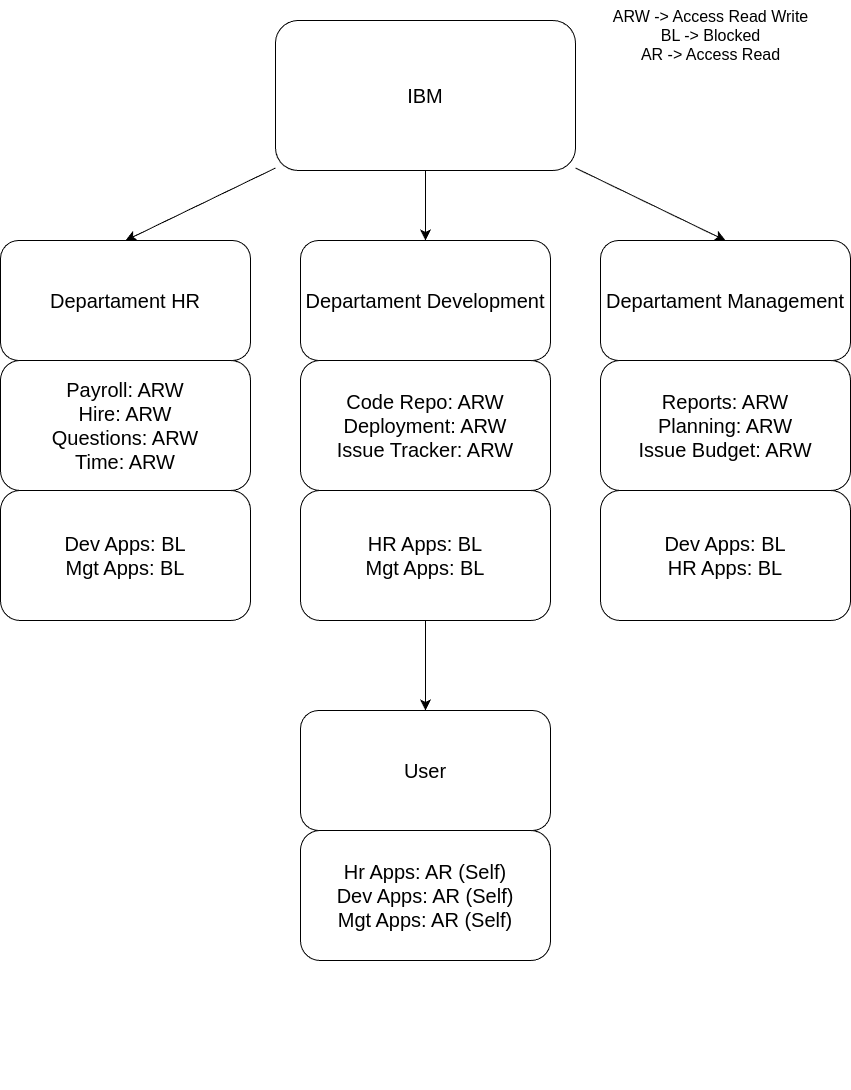 ARW -> Access Read Write
BL -> Blocked
AR -> Access Read
IBM
Departament HR
Departament Development
Departament Management
Payroll: ARW
Hire: ARW
Questions: ARW
Time: ARW
Code Repo: ARW
Deployment: ARW
Issue Tracker: ARW
Reports: ARW
Planning: ARW
Issue Budget: ARW
Dev Apps: BL
Mgt Apps: BL
HR Apps: BL
Mgt Apps: BL
Dev Apps: BL
HR Apps: BL
User
Hr Apps: AR (Self)
Dev Apps: AR (Self)
Mgt Apps: AR (Self)